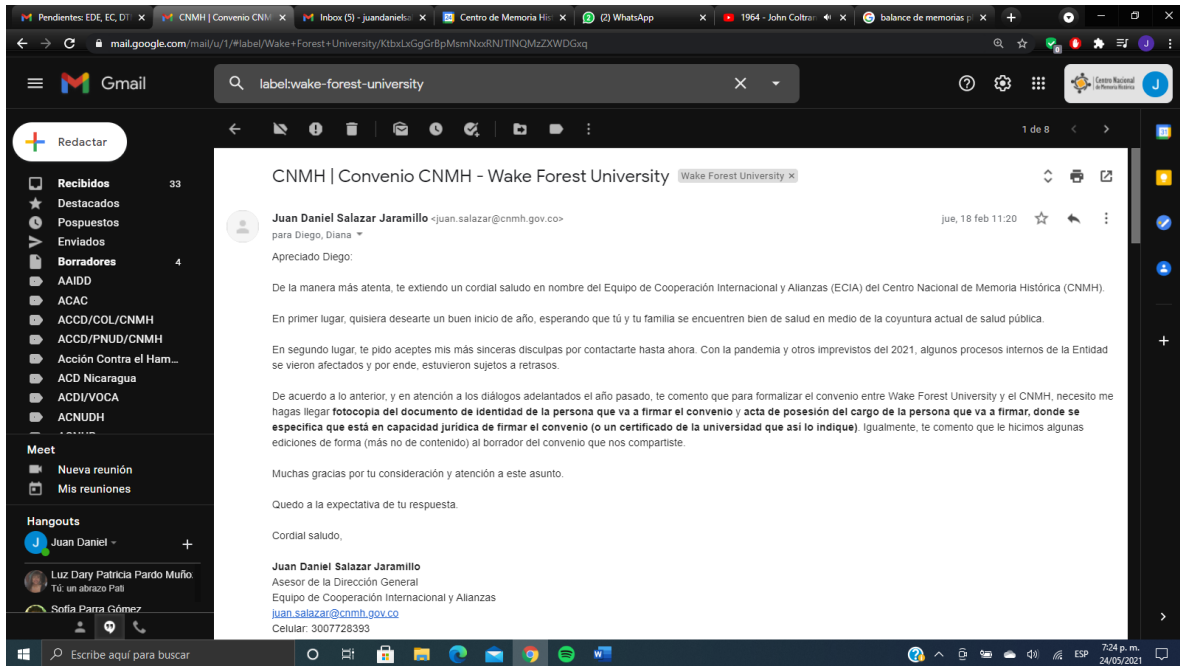 Pendientes: EDE, EC, DTI
CNMH | Convenio CNM
Inbox (5) - juandanielsa
Centro de Memoria His
(2) WhatsApp
1964 - John Coltran
balance de memorias p
mail.google.com/mail/u/1/#label/Wake+Forest+University/KtbxLxGgGrBpMsmNxxRNJTlNQMzZXWDGxq
Gmail
label:wake-forest-university
Centro Nacional
de Memoria Histórica
J
Redactar
1 de 8
Recibidos 33
Destacados
Pospuestos
Enviados
Borradores 4
AAIDD
ACAC
ACCD/COL/CNMH
ACCD/PNUD/CNMH
Acción Contra el Ham...
ACD Nicaragua
ACDI/VOCA
ACNUDH
Meet
Nueva reunión
Mis reuniones
Hangouts
J Juan Daniel
Luz Dary Patricia Pardo Muño
Tú: un abrazo Pati
Sofía Parra Gómez
CNMH | Convenio CNMH - Wake Forest University Wake Forest University x
Juan Daniel Salazar Jaramillo <juan.salazar@cnmh.gov.co> jue, 18 feb 11:20
para Diego, Diana
Apreciado Diego:
De la manera más atenta, te extiendo un cordial saludo en nombre del Equipo de Cooperación Internacional y Alianzas (ECIA) del Centro Nacional de Memoria Histórica (CNMH).
En primer lugar, quisiera desearte un buen inicio de año, esperando que tú y tu familia se encuentren bien de salud en medio de la coyuntura actual de salud pública.
En segundo lugar, te pido aceptes mis más sinceras disculpas por contactarte hasta ahora. Con la pandemia y otros imprevistos del 2021, algunos procesos internos de la Entidad
se vieron afectados y por ende, estuvieron sujetos a retrasos.
De acuerdo a lo anterior, y en atención a los diálogos adelantados el año pasado, te comento que para formalizar el convenio entre Wake Forest University y el CNMH, necesito me
hagas llegar fotocopia del documento de identidad de la persona que va a firmar el convenio y acta de posesión del cargo de la persona que va a firmar, donde se
especifica que está en capacidad jurídica de firmar el convenio (o un certificado de la universidad que así lo indique). Igualmente, te comento que le hicimos algunas
ediciones de forma (más no de contenido) al borrador del convenio que nos compartiste.
Muchas gracias por tu consideración y atención a este asunto.
Quedo a la expectativa de tu respuesta.
Cordial saludo,
Juan Daniel Salazar Jaramillo
Asesor de la Dirección General
Equipo de Cooperación Internacional y Alianzas
juan.salazar@cnmh.gov.co
Celular: 3007728393
Escribe aquí para buscar
ESP
7:24 p. m.
24/05/2021